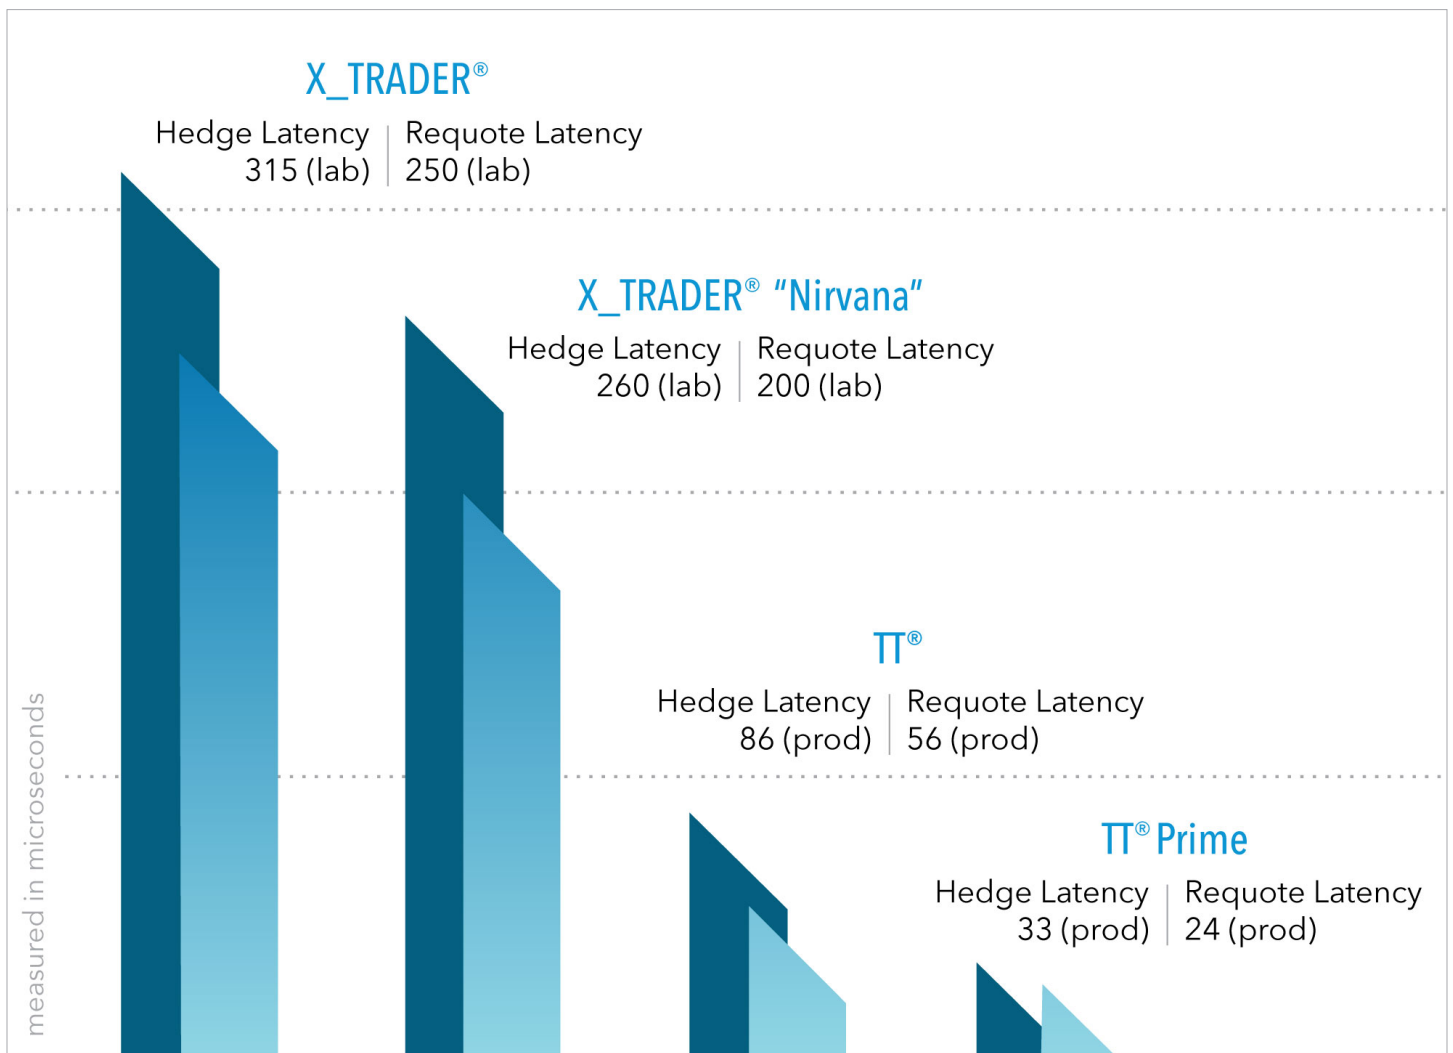 X_TRADER®
Hedge Latency | Requote Latency
315 (lab) | 250 (lab)
X_TRADER® “Nirvana”
Hedge Latency | Requote Latency
260 (lab) | 200 (lab)
TT®
Hedge Latency | Requote Latency
86 (prod) | 56 (prod)
TT® Prime
Hedge Latency | Requote Latency
33 (prod) | 24 (prod)
measured in microseconds